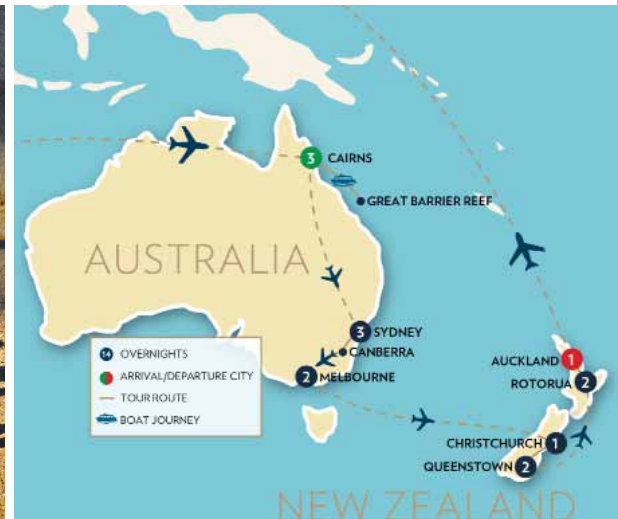 3 CAIRNS
GREAT BARRIER REEF
AUSTRALIA
3 SYDNEY
CANBERRA
2 MELBOURNE
14 OVERNIGHTS
ARRIVAL/DEPARTURE CITY
TOUR ROUTE
BOAT JOURNEY
AUCKLAND 1
ROTORUA 2
CHRISTCHURCH 1
QUEENSTOWN 2
NEW ZEALAND